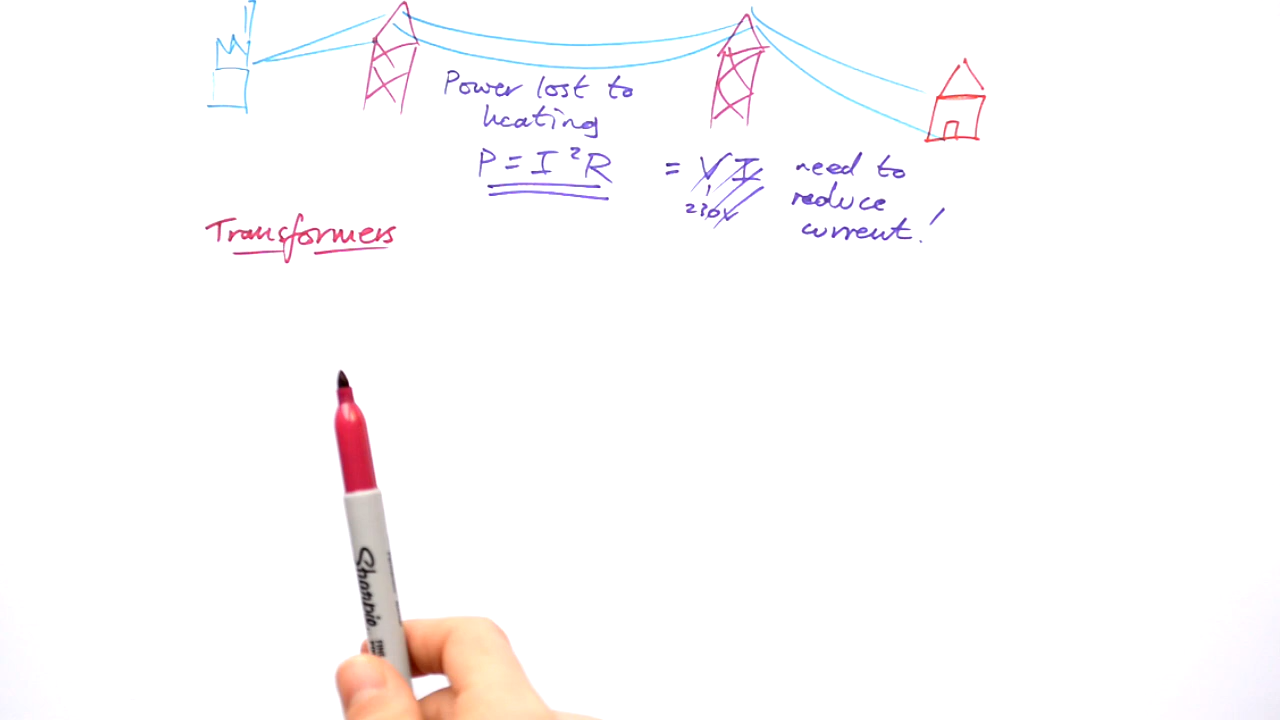 Power lost to
heating
P = I²R = VI
230V
need to
reduce
current!
Transformers
Sharpie.